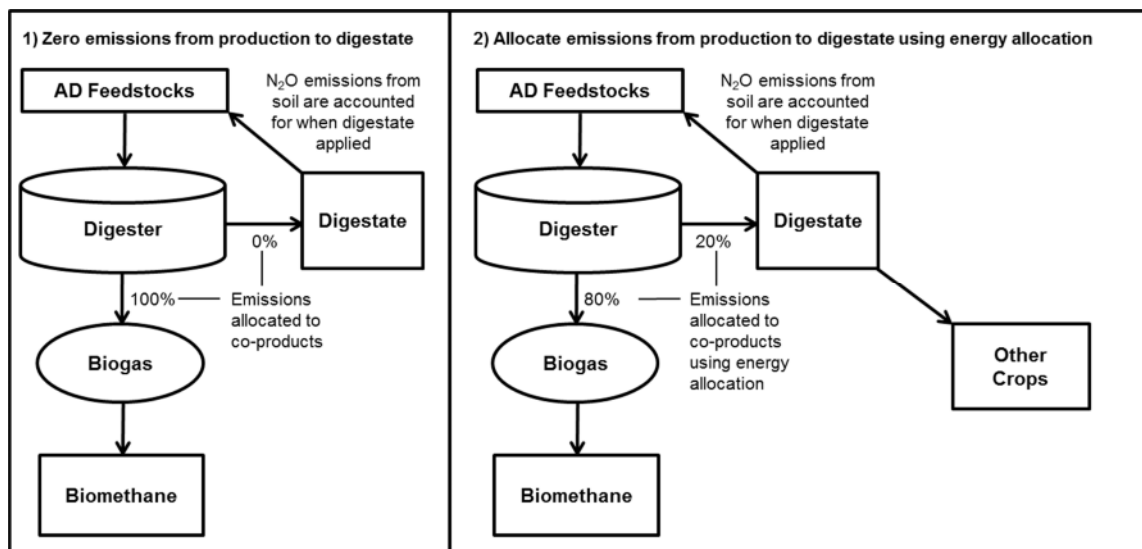 1) Zero emissions from production to digestate
AD Feedstocks
N₂O emissions from
soil are accounted
for when digestate
applied
Digester
Digestate
0%
100%
Emissions
allocated to
co-products
Biogas
Biomethane
2) Allocate emissions from production to digestate using energy allocation
AD Feedstocks
N₂O emissions from
soil are accounted
for when digestate
applied
Digester
Digestate
20%
80%
Emissions
allocated to
co-products
using energy
allocation
Biogas
Other
Crops
Biomethane